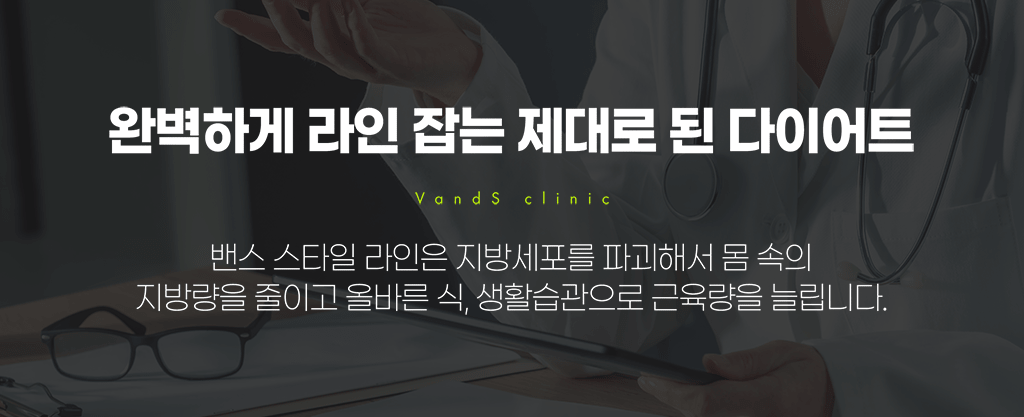 완벽하게 라인 잡는 제대로 된 다이어트
VandS clinic
밴스 스타일 라인은 지방세포를 파괴해서 몸 속의
지방량을 줄이고 올바른 식, 생활습관으로 근육량을 늘립니다.